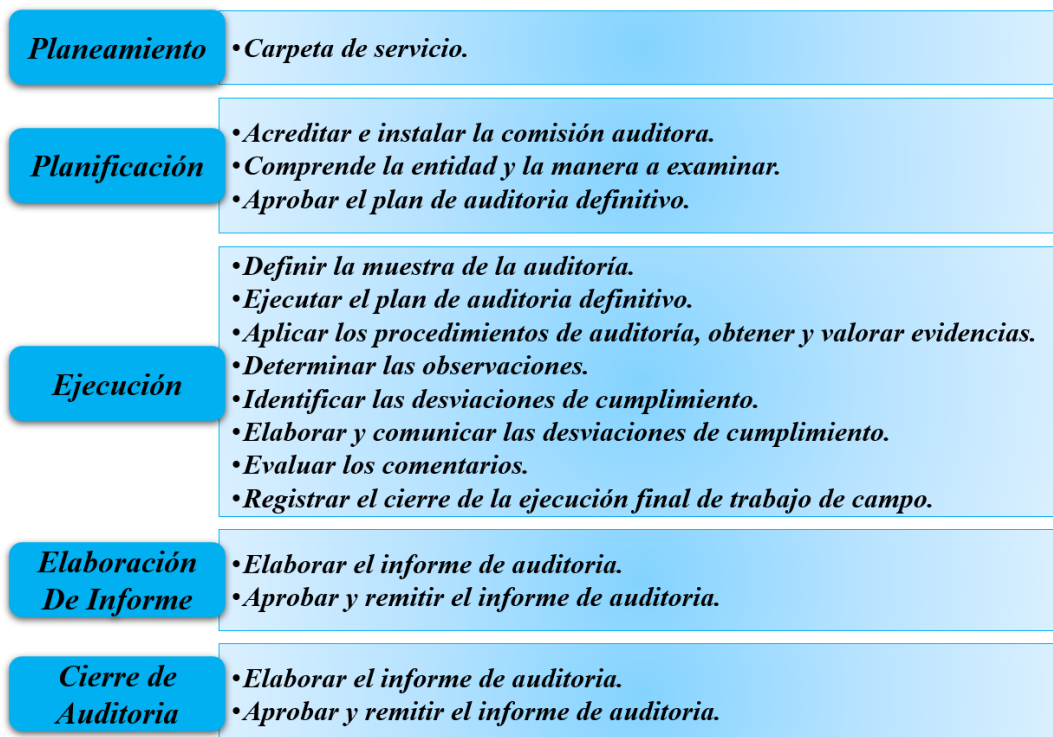 Planeamiento
•Carpeta de servicio.
Planificación
•Acreditar e instalar la comisión auditora.
•Comprende la entidad y la manera a examinar.
•Aprobar el plan de auditoria definitivo.
Ejecución
•Definir la muestra de la auditoría.
•Ejecutar el plan de auditoria definitivo.
•Aplicar los procedimientos de auditoría, obtener y valorar evidencias.
•Determinar las observaciones.
•Identificar las desviaciones de cumplimiento.
•Elaborar y comunicar las desviaciones de cumplimiento.
•Evaluar los comentarios.
•Registrar el cierre de la ejecución final de trabajo de campo.
Elaboración
De Informe
•Elaborar el informe de auditoria.
•Aprobar y remitir el informe de auditoria.
Cierre de
Auditoria
•Elaborar el informe de auditoria.
•Aprobar y remitir el informe de auditoria.